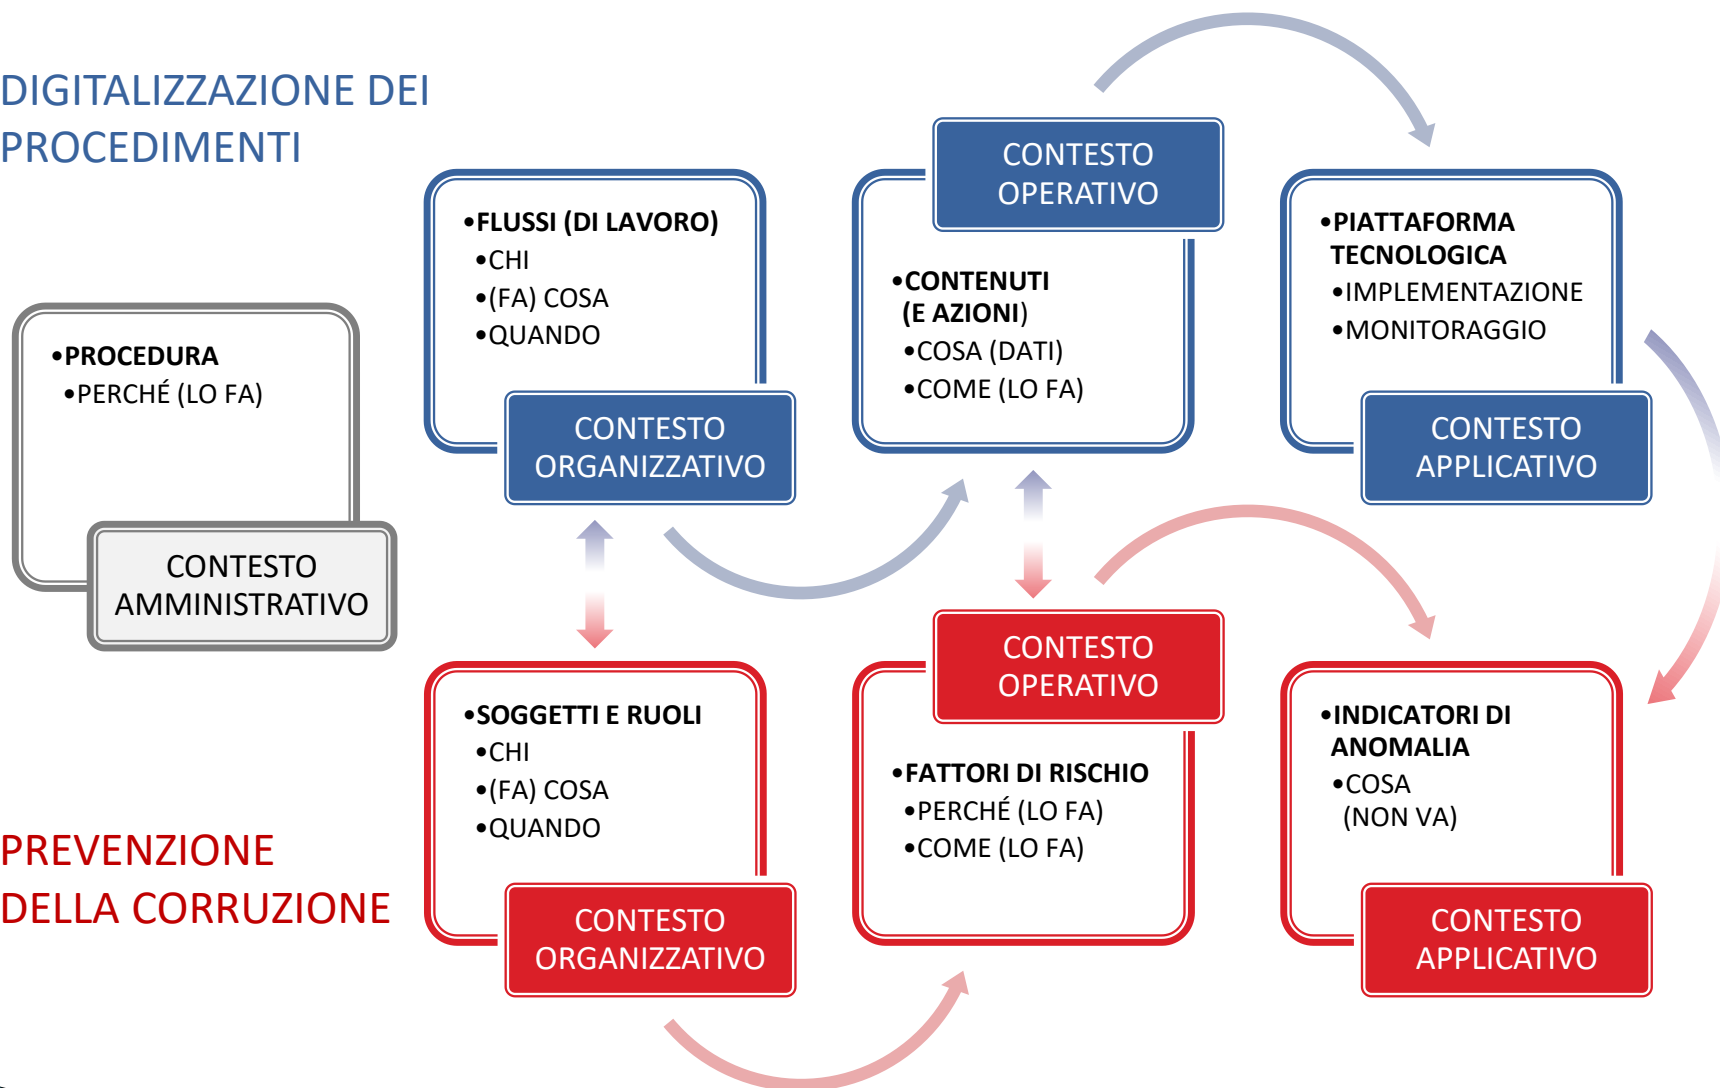 DIGITALIZZAZIONE DEI
PROCEDIMENTI
•PROCEDURA
•PERCHÉ (LO FA)
CONTESTO
AMMINISTRATIVO
•FLUSSI (DI LAVORO)
•CHI
•(FA) COSA
•QUANDO
CONTESTO
ORGANIZZATIVO
CONTESTO
OPERATIVO
•CONTENUTI
(E AZIONI)
•COSA (DATI)
•COME (LO FA)
•PIATTAFORMA
TECNOLOGICA
•IMPLEMENTAZIONE
•MONITORAGGIO
CONTESTO
APPLICATIVO
PREVENZIONE
DELLA CORRUZIONE
•SOGGETTI E RUOLI
•CHI
•(FA) COSA
•QUANDO
CONTESTO
ORGANIZZATIVO
CONTESTO
OPERATIVO
•FATTORI DI RISCHIO
•PERCHÉ (LO FA)
•COME (LO FA)
•INDICATORI DI
ANOMALIA
•COSA
(NON VA)
CONTESTO
APPLICATIVO